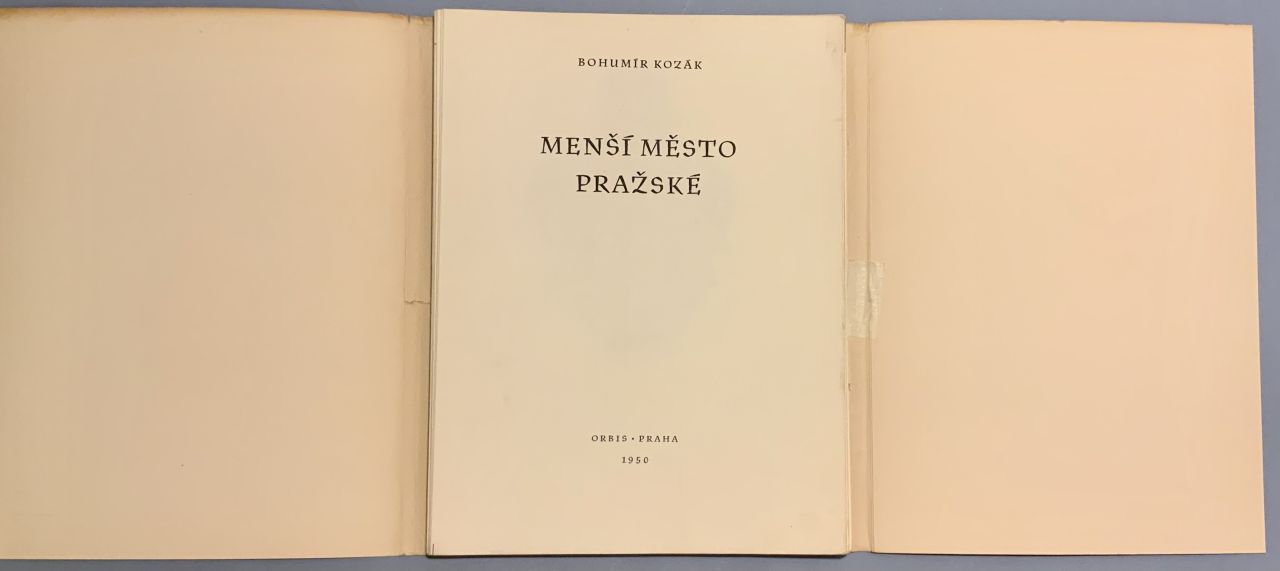 BOHUMÍR KOZÁK
MENŠÍ MĚSTO
PRAŽSKÉ
ORBIS • PRAHA
1950